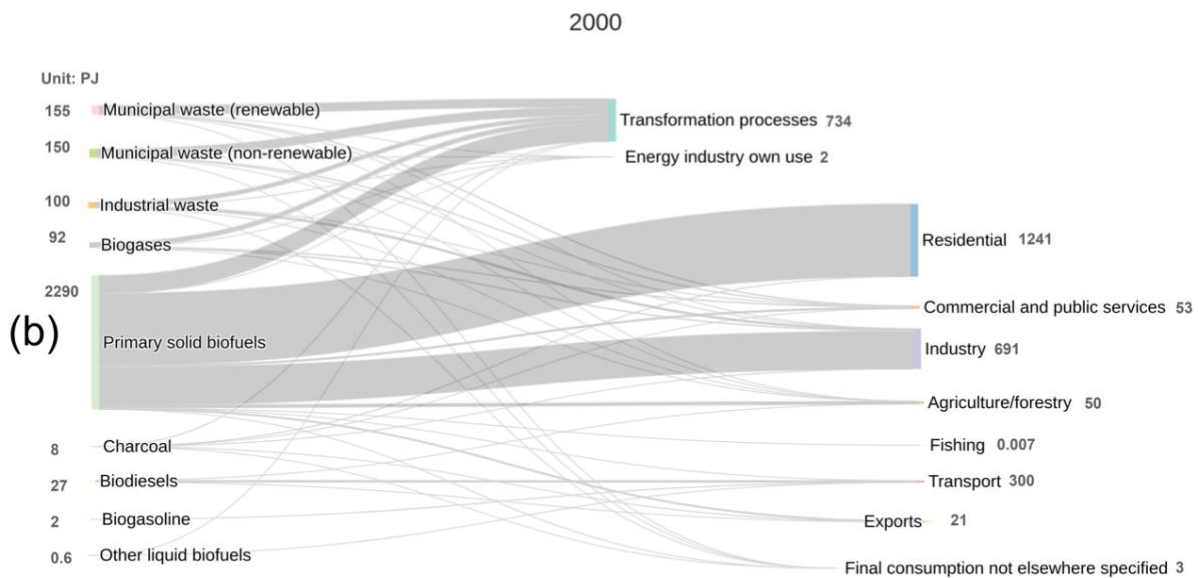 2000
Unit: PJ
155 Municipal waste (renewable)
150 Municipal waste (non-renewable)
100 Industrial waste
92 Biogases
2290 Primary solid biofuels
(b)
8 Charcoal
27 Biodiesels
2 Biogasoline
0.6 Other liquid biofuels
Transformation processes 734
Energy industry own use 2
Residential 1241
Commercial and public services 53
Industry 691
Agriculture/forestry 50
Fishing 0.007
Transport 300
Exports 21
Final consumption not elsewhere specified 3